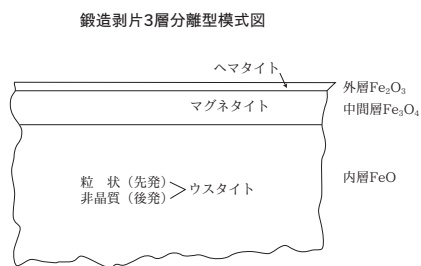 鍛造剥片3層分離型模式図
ヘマタイト
外層Fe₂O₃
マグネタイト
中間層Fe₃O₄
粒　状（先発）
非晶質（後発）
ウスタイト
内層FeO